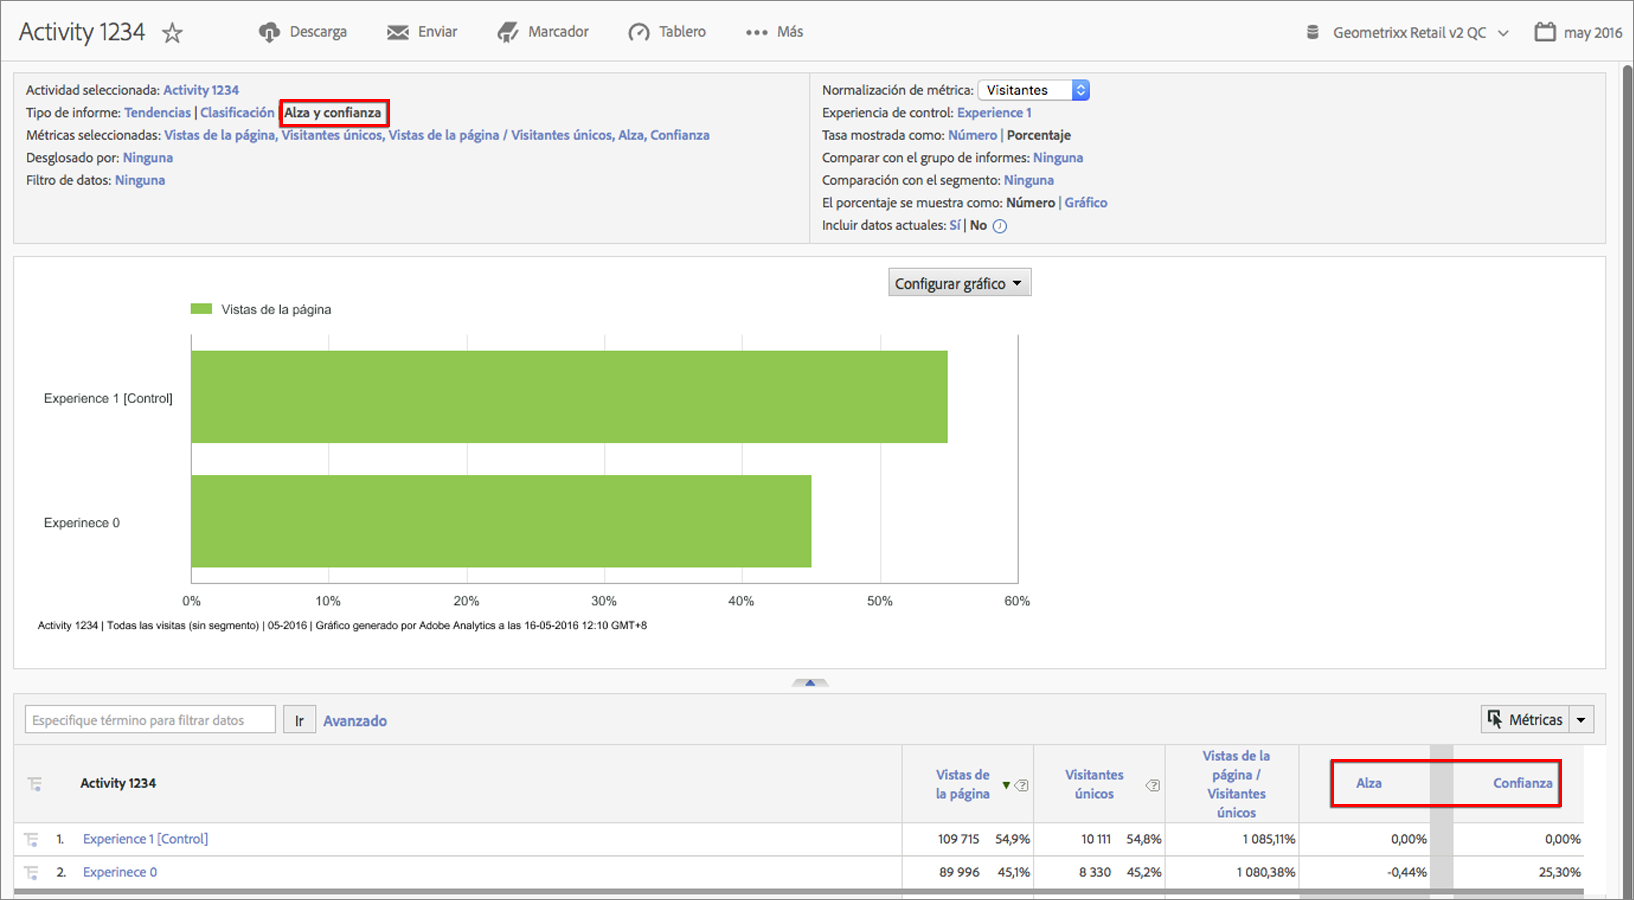 Activity 1234
Descarga
Enviar
Marcador
Tablero
Más
Geometrixx Retail v2 QC
may 2016
Actividad seleccionada: Activity 1234
Tipo de informe: Tendencias | Clasificación | Alza y confianza
Métricas seleccionadas: Vistas de la página, Visitantes únicos, Vistas de la página / Visitantes únicos, Alza, Confianza
Desglosado por: Ninguna
Filtro de datos: Ninguna
Normalización de métrica: Visitantes
Experiencia de control: Experience 1
Tasa mostrada como: Número | Porcentaje
Comparar con el grupo de informes: Ninguna
Comparación con el segmento: Ninguna
El porcentaje se muestra como: Número | Gráfico
Incluir datos actuales: Sí | No
Configurar gráfico
Vistas de la página
Experience 1 [Control]
Experinece 0
0% 10% 20% 30% 40% 50% 60%
Activity 1234 | Todas las visitas (sin segmento) | 05-2016 | Gráfico generado por Adobe Analytics a las 16-05-2016 12:10 GMT+8
Especifique término para filtrar datos
Ir
Avanzado
Métricas
Activity 1234
Vistas de
la página
Visitantes
únicos
Vistas de la
página /
Visitantes
únicos
Alza
Confianza
1. Experience 1 [Control] 109 715 54,9% 10 111 54,8% 1 085,11% 0,00% 0,00%
2. Experinece 0 89 996 45,1% 8 330 45,2% 1 080,38% -0,44% 25,30%